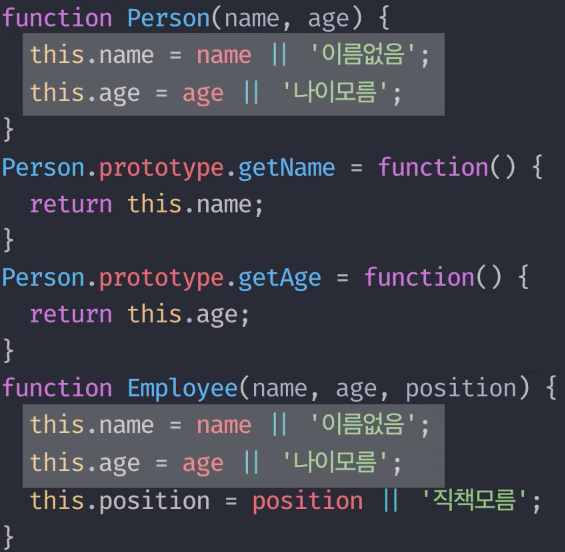 function Person(name, age) {
  this.name = name || '이름없음';
  this.age = age || '나이모름';
}
Person.prototype.getName = function() {
  return this.name;
}
Person.prototype.getAge = function() {
  return this.age;
}
function Employee(name, age, position) {
  this.name = name || '이름없음';
  this.age = age || '나이모름';
  this.position = position || '직책모름';
}